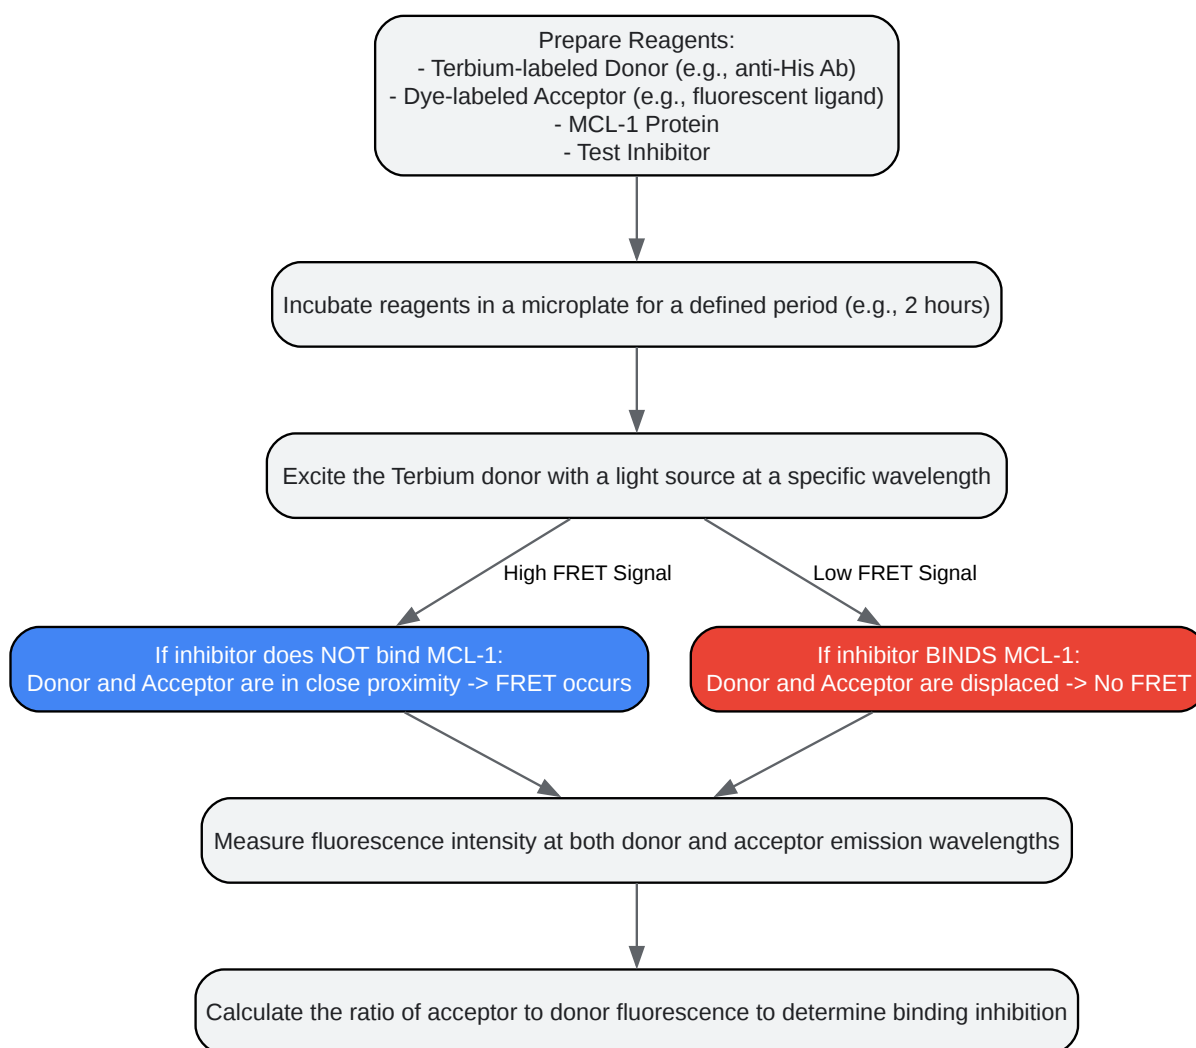 Prepare Reagents:
- Terbium-labeled Donor (e.g., anti-His Ab)
- Dye-labeled Acceptor (e.g., fluorescent ligand)
- MCL-1 Protein
- Test Inhibitor
Incubate reagents in a microplate for a defined period (e.g., 2 hours)
Excite the Terbium donor with a light source at a specific wavelength
High FRET Signal
Low FRET Signal
If inhibitor does NOT bind MCL-1:
Donor and Acceptor are in close proximity -> FRET occurs
If inhibitor BINDS MCL-1:
Donor and Acceptor are displaced -> No FRET
Measure fluorescence intensity at both donor and acceptor emission wavelengths
Calculate the ratio of acceptor to donor fluorescence to determine binding inhibition